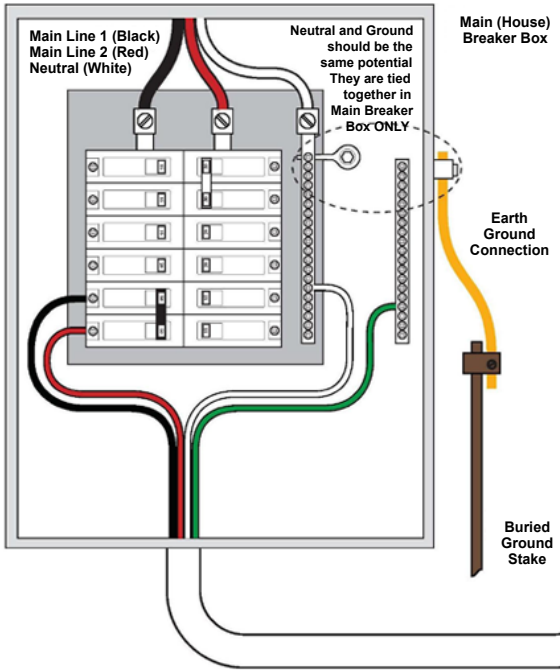 Main Line 1 (Black)
Main Line 2 (Red)
Neutral (White)
Neutral and Ground
should be the
same potential
They are tied
together in
Main Breaker
Box ONLY
Main (House)
Breaker Box
Earth
Ground
Connection
Buried
Ground
Stake